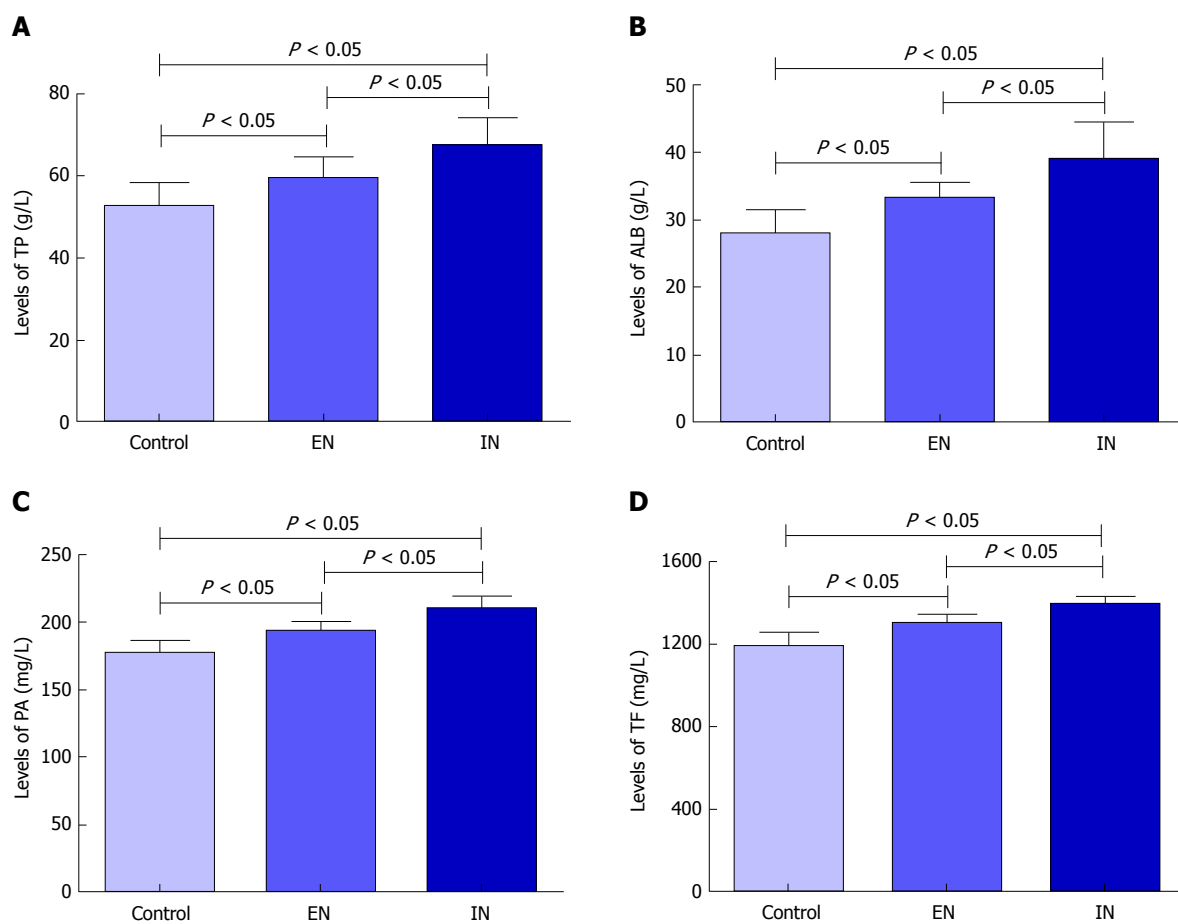 A
P < 0.05
P < 0.05
P < 0.05
80
60
40
20
0
Levels of TP (g/L)
Control
EN
IN
B
P < 0.05
P < 0.05
P < 0.05
50
40
30
20
10
0
Levels of ALB (g/L)
Control
EN
IN
C
P < 0.05
P < 0.05
P < 0.05
250
200
150
100
50
0
Levels of PA (mg/L)
Control
EN
IN
D
P < 0.05
P < 0.05
P < 0.05
1600
1200
800
400
0
Levels of TF (mg/L)
Control
EN
IN